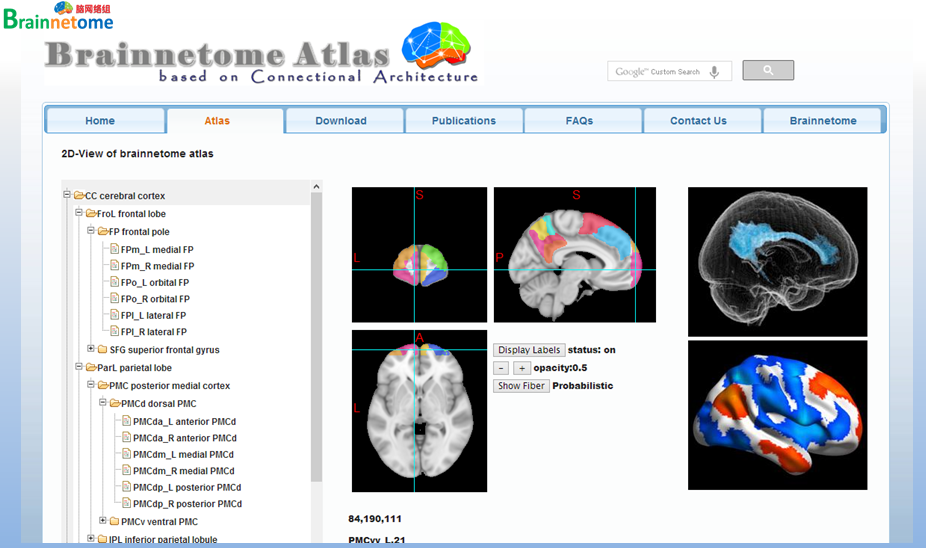 脑网络组
Brainnetome
Brainnetome Atlas
based on Connectional Architecture
Google™ Custom Search
Home Atlas Download Publications FAQs Contact Us Brainnetome
2D-View of brainnetome atlas
CC cerebral cortex
FroL frontal lobe
FP frontal pole
FPm_L medial FP
FPm_R medial FP
FPo_L orbital FP
FPo_R orbital FP
FPl_L lateral FP
FPl_R lateral FP
SFG superior frontal gyrus
ParL parietal lobe
PMC posterior medial cortex
PMCd dorsal PMC
PMCda_L anterior PMCd
PMCda_R anterior PMCd
PMCdm_L medial PMCd
PMCdm_R medial PMCd
PMCdp_L posterior PMCd
PMCdp_R posterior PMCd
PMCv ventral PMC
IPL inferior parietal lobule
S
L
S
P
A
L
Display Labels status: on
- + opacity:0.5
Show Fiber Probabilistic
84,190,111
PMCvv_L,21